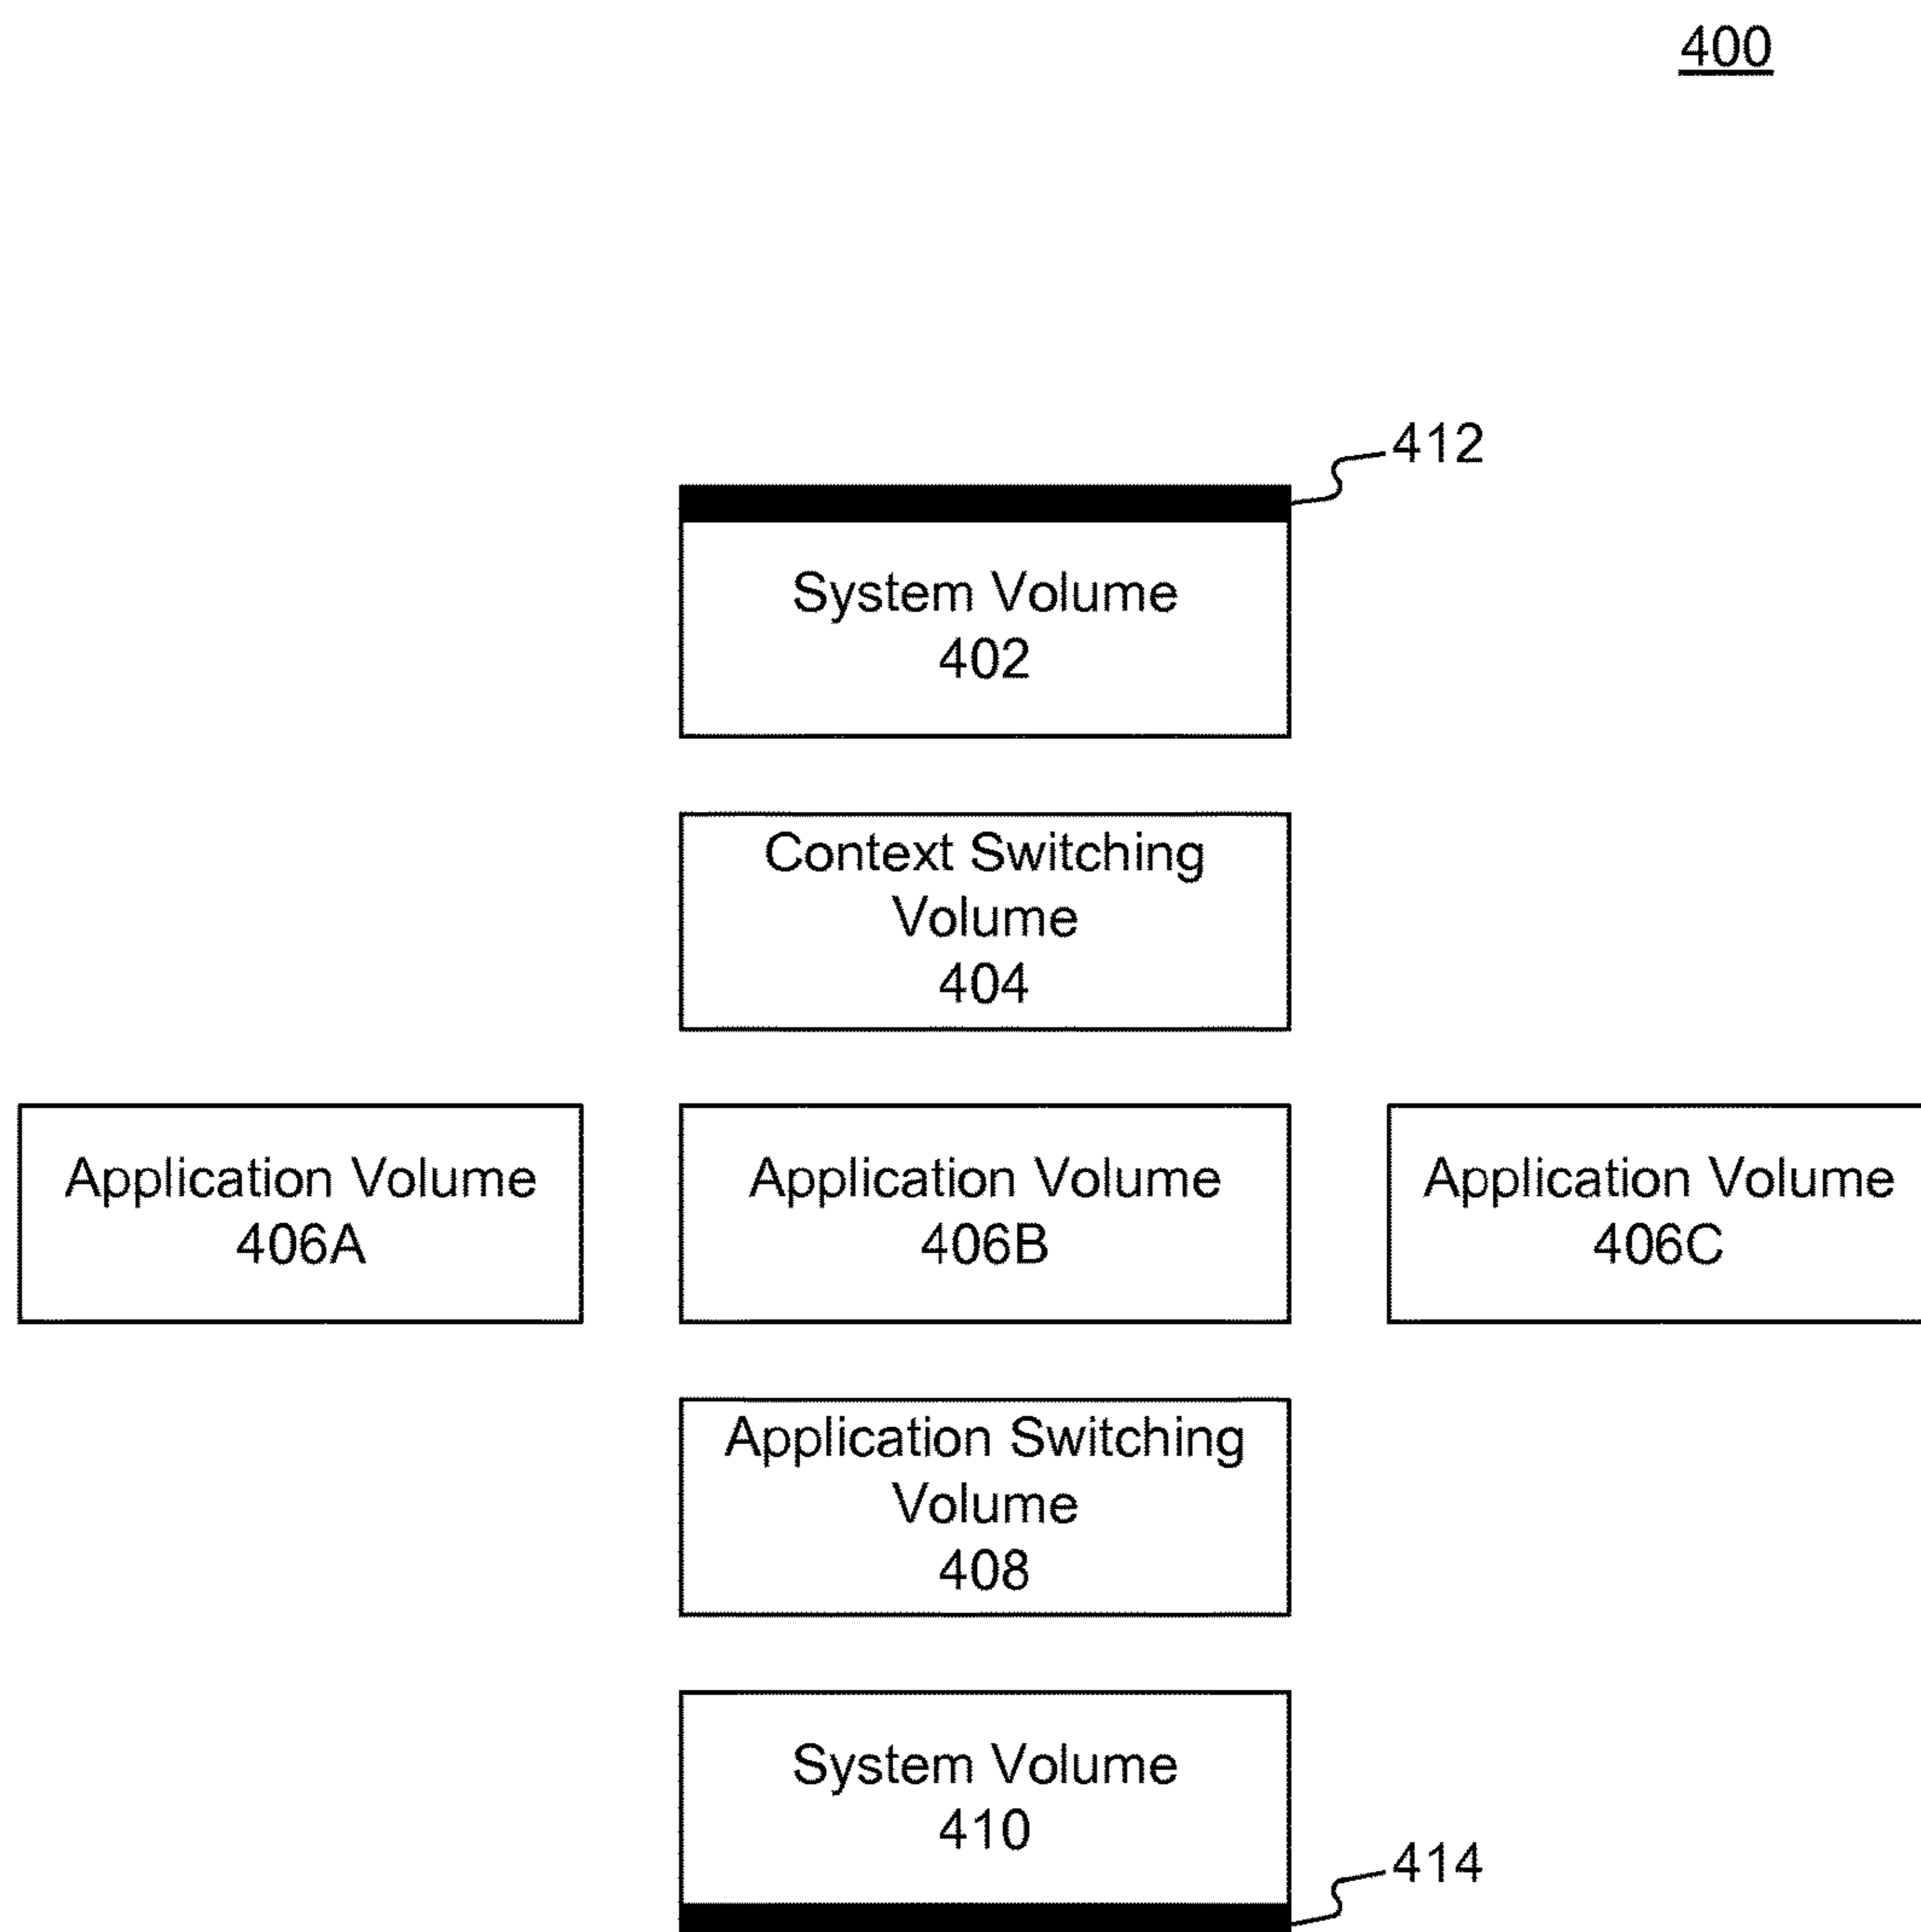 400
412
System Volume
402
Context Switching
Volume
404
Application Volume
406A
Application Volume
406B
Application Volume
406C
Application Switching
Volume
408
System Volume
410
414